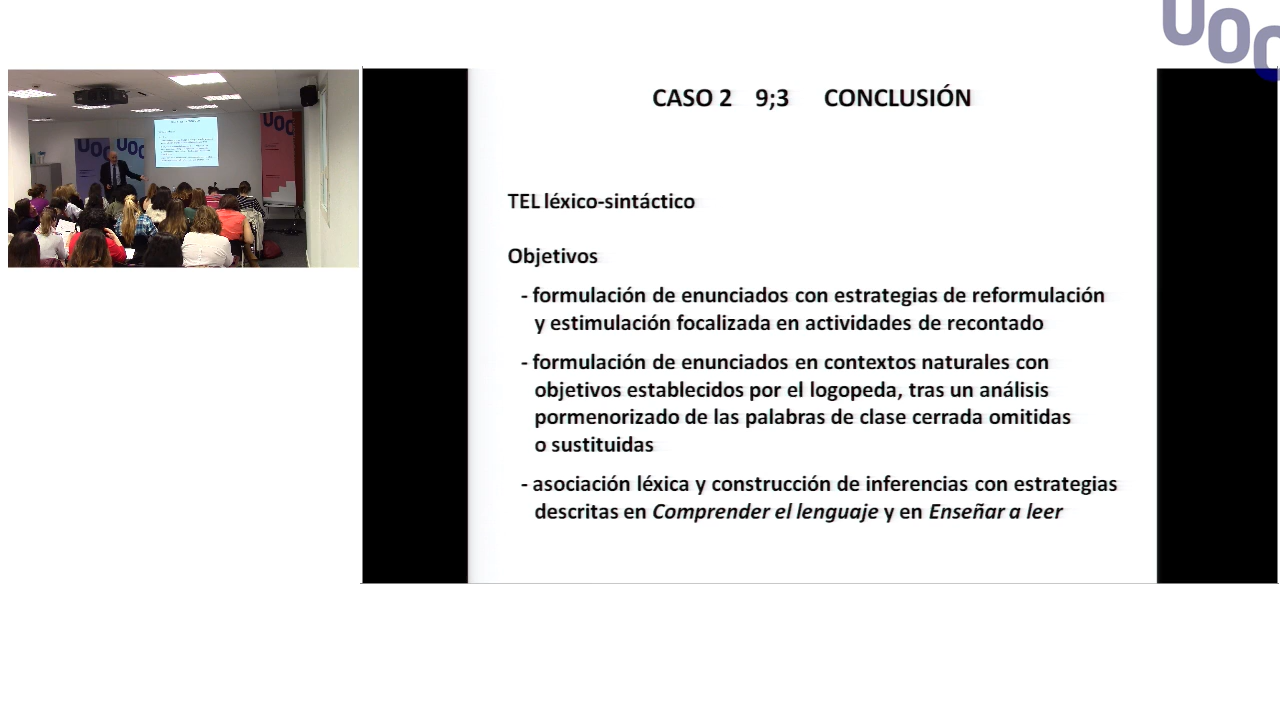 UOC
CASO 2 9;3 CONCLUSIÓN
TEL léxico-sintáctico
Objetivos
- formulación de enunciados con estrategias de reformulación
y estimulación focalizada en actividades de recontado
- formulación de enunciados en contextos naturales con
objetivos establecidos por el logopeda, tras un análisis
pormenorizado de las palabras de clase cerrada omitidas
o sustituidas
- asociación léxica y construcción de inferencias con estrategias
descritas en Comprender el lenguaje y en Enseñar a leer
UOC
UOC
UOC